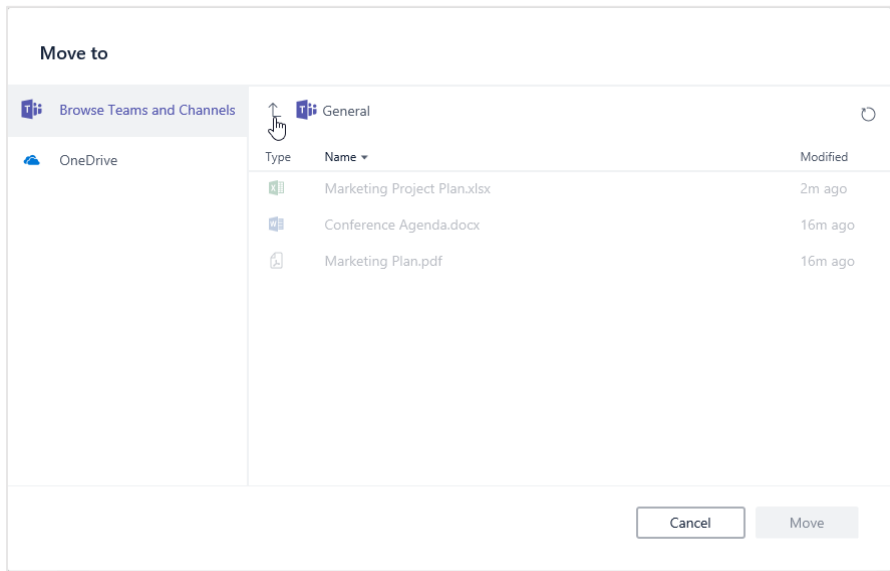 Move to
Browse Teams and Channels
OneDrive
General
Type Name Modified
Marketing Project Plan.xlsx 2m ago
Conference Agenda.docx 16m ago
Marketing Plan.pdf 16m ago
Cancel Move